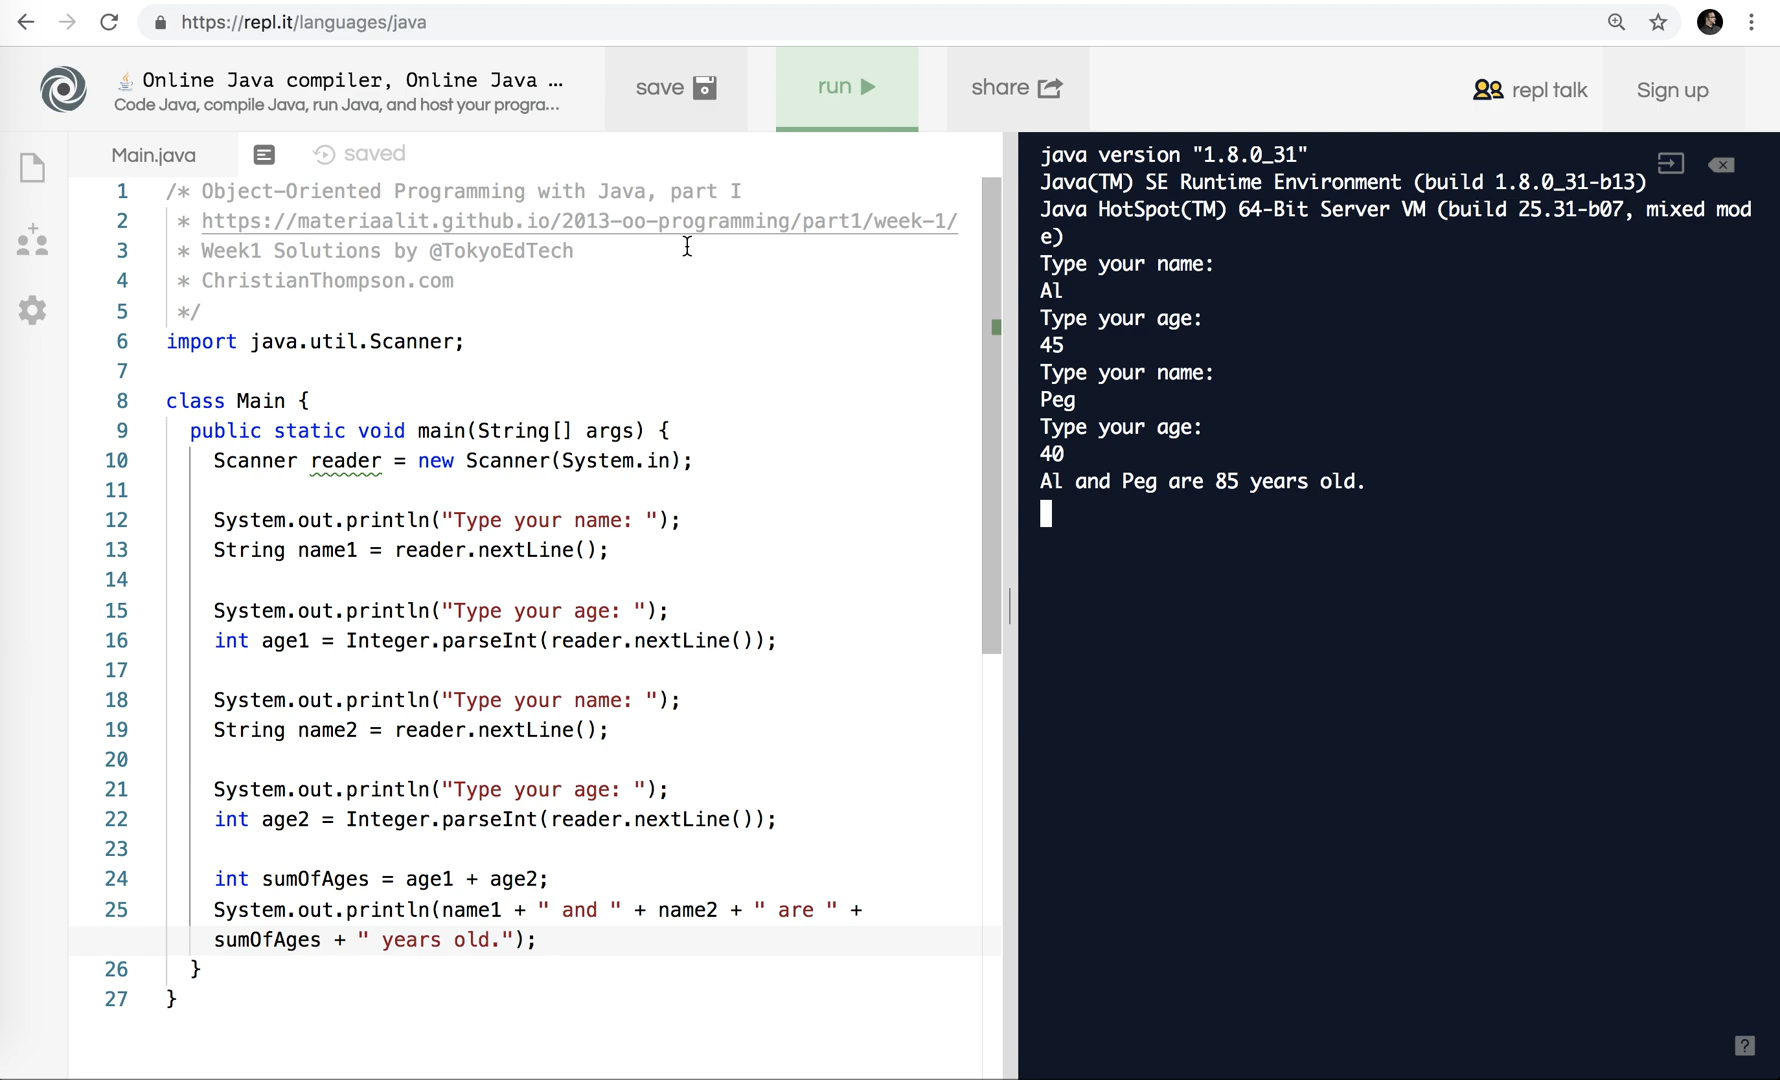 https://repl.it/languages/java
Online Java compiler, Online Java ...
Code Java, compile Java, run Java, and host your progra...
save
run
share
repl talk
Sign up
Main.java
saved
1 /* Object-Oriented Programming with Java, part I
2 * https://materiaalit.github.io/2013-oo-programming/part1/week-1/
3 * Week1 Solutions by @TokyoEdTech
4 * ChristianThompson.com
5 */
6 import java.util.Scanner;
7
8 class Main {
9 public static void main(String[] args) {
10 Scanner reader = new Scanner(System.in);
11
12 System.out.println("Type your name: ");
13 String name1 = reader.nextLine();
14
15 System.out.println("Type your age: ");
16 int age1 = Integer.parseInt(reader.nextLine());
17
18 System.out.println("Type your name: ");
19 String name2 = reader.nextLine();
20
21 System.out.println("Type your age: ");
22 int age2 = Integer.parseInt(reader.nextLine());
23
24 int sumOfAges = age1 + age2;
25 System.out.println(name1 + " and " + name2 + " are " +
sumOfAges + " years old.");
26 }
27 }
java version "1.8.0_31"
Java(TM) SE Runtime Environment (build 1.8.0_31-b13)
Java HotSpot(TM) 64-Bit Server VM (build 25.31-b07, mixed mod
e)
Type your name:
Al
Type your age:
45
Type your name:
Peg
Type your age:
40
Al and Peg are 85 years old.
?